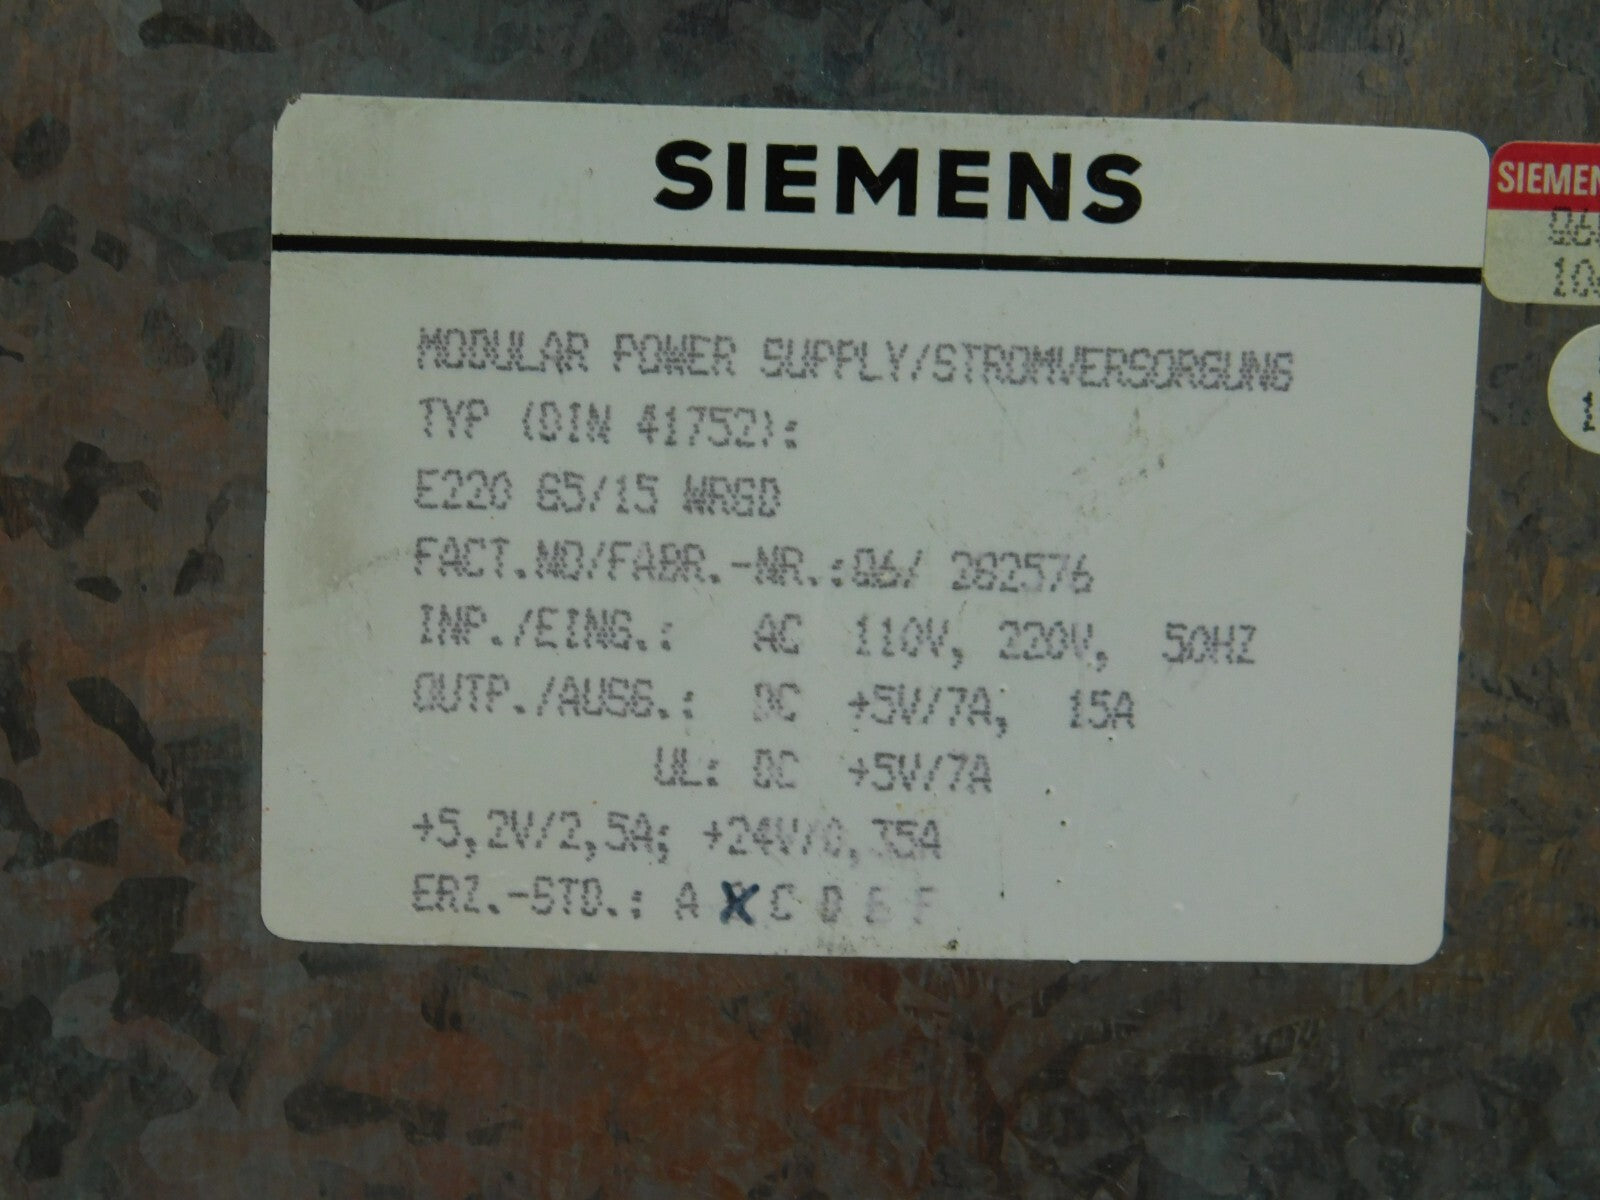 SIEMENS
MODULAR POWER SUPPLY/STROMVERSORGUNG
TYP (DIN 41752):
E220 G5/15 WRGD
FACT.NO/FABR.-NR.:Q6/ 282576
INP./EING.: AC 110V, 220V, 50HZ
OUTP./AUSG.: DC +5V/7A; 15A
UL: DC +5V/7A
+5,2V/2,5A; +24V/0,35A
ERZ.-STD.: A X C D E F
SIEMEN
Q6
10